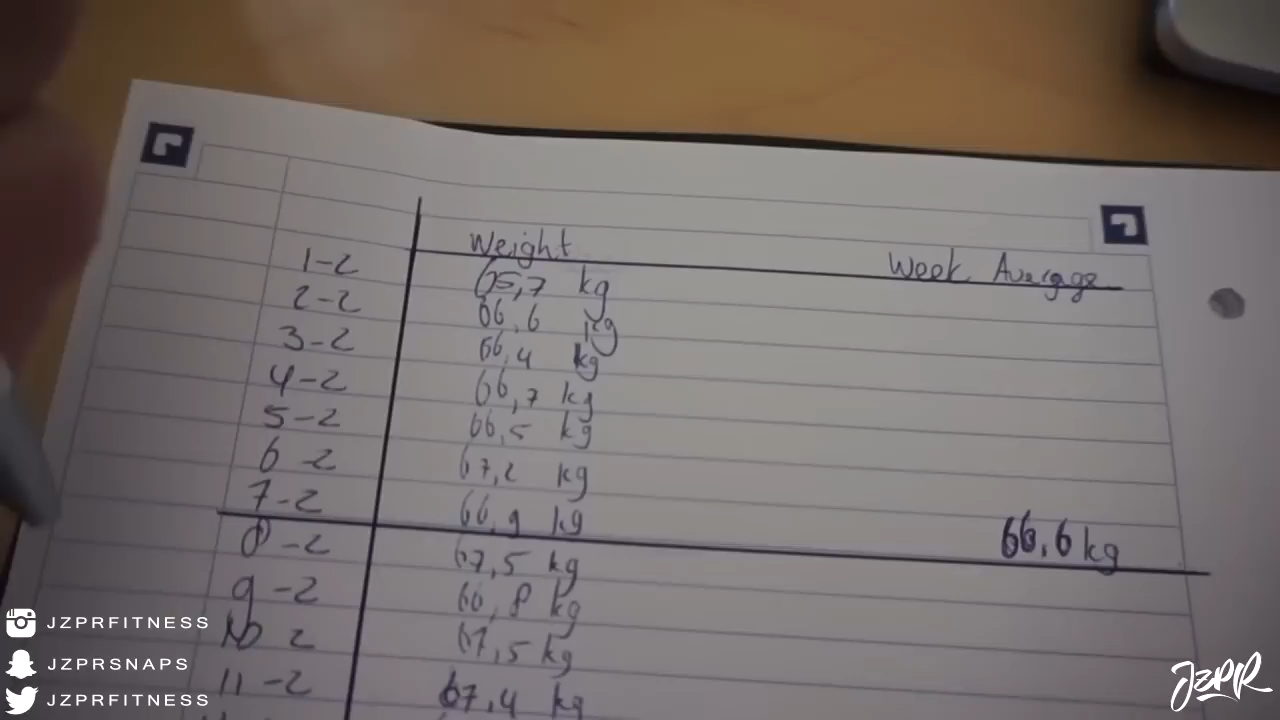 Weight Week Average
1-2 65,7 kg
2-2 66,6 kg
3-2 66,4 kg
4-2 66,7 kg
5-2 66,5 kg
6-2 67,2 kg
7-2 66,9 kg 66,6 kg
8-2 67,5 kg
9-2 66,8 kg
10 2 67,5 kg
11-2 67,4 kg
JZPRFITNESS
JZPRSNAPS
JZPRFITNESS
JZPR